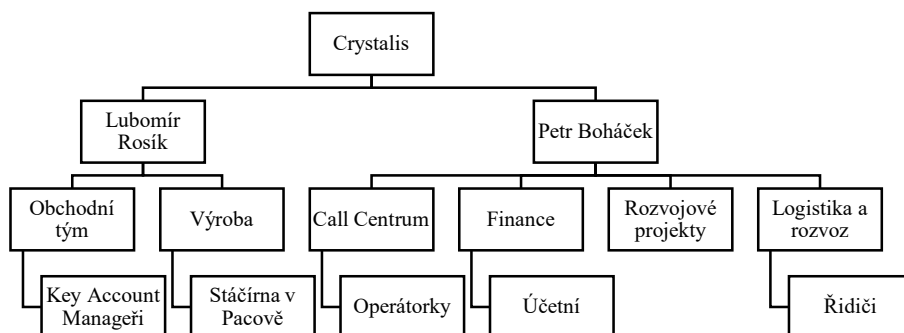 Crystalis
Lubomír
Rosík
Petr Boháček
Obchodní
tým
Výroba
Call Centrum
Finance
Rozvojové
projekty
Logistika a
rozvoz
Key Account
Manageři
Stáčírna v
Pacově
Operátorky
Účetní
Řidiči